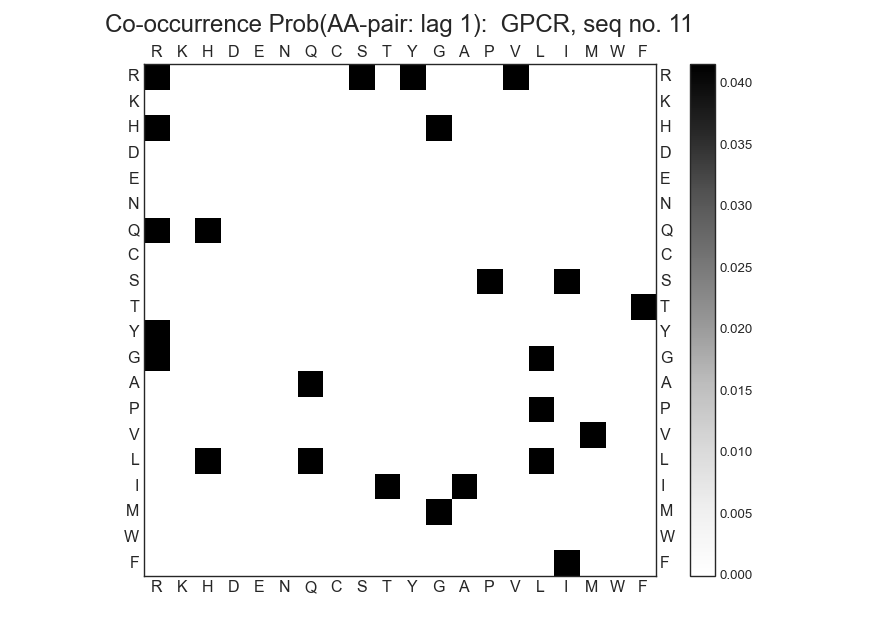 Co-occurrence Prob(AA-pair: lag 1):  GPCR, seq no. 11
R K H D E N Q C S T Y G A P V L I M W F
R R
K K
H H
D D
E E
N N
Q Q
C C
S S
T T
Y Y
G G
A A
P P
V V
L L
I I
M M
W W
F F
R K H D E N Q C S T Y G A P V L I M W F
0.040
0.035
0.030
0.025
0.020
0.015
0.010
0.005
0.000